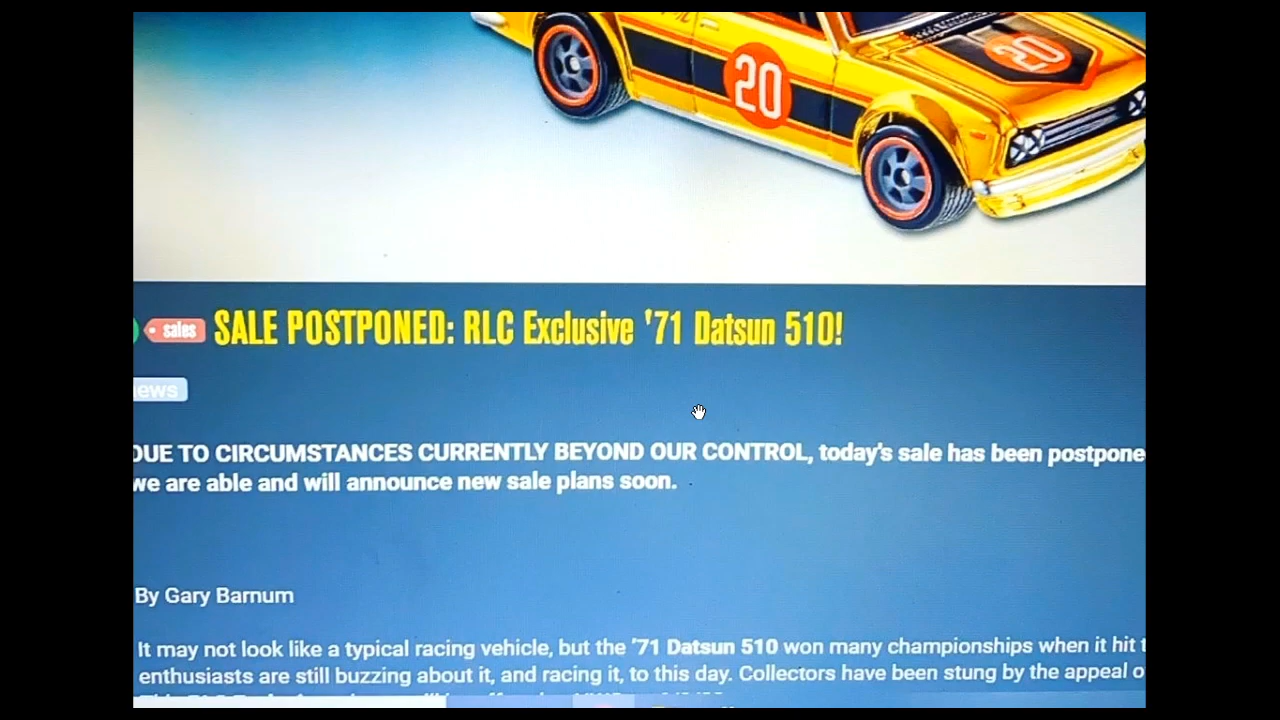 20
20
sales SALE POSTPONED: RLC Exclusive '71 Datsun 510!
ews
DUE TO CIRCUMSTANCES CURRENTLY BEYOND OUR CONTROL, today's sale has been postpone
we are able and will announce new sale plans soon.
By Gary Barnum
It may not look like a typical racing vehicle, but the '71 Datsun 510 won many championships when it hit t
enthusiasts are still buzzing about it, and racing it, to this day. Collectors have been stung by the appeal o